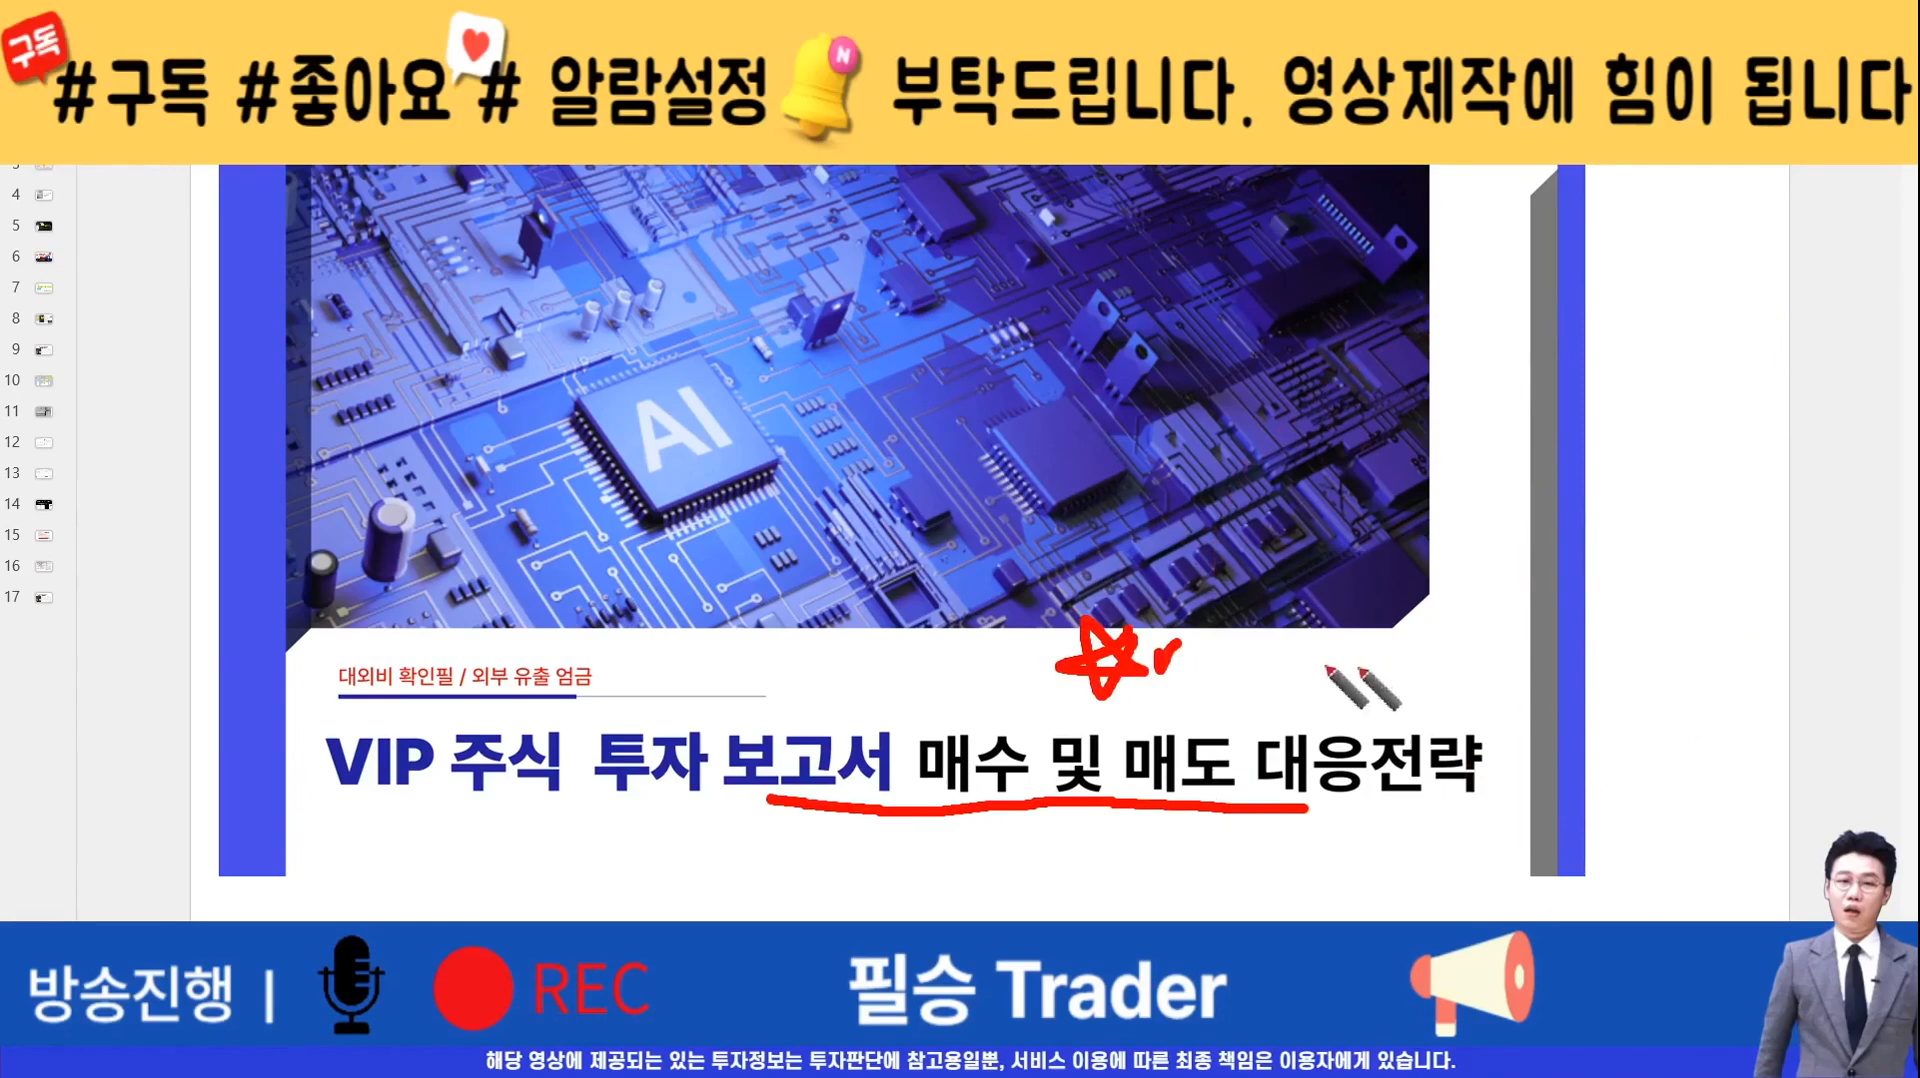 구독
#구독 #좋아요 # 알람설정 N 부탁드립니다. 영상제작에 힘이 됩니다
4
5
6
7
8
9
10
11
12
13
14
15
16
17
AI
대외비 확인필 / 외부 유출 엄금
VIP 주식 투자 보고서 매수 및 매도 대응전략
방송진행 | REC 필승 Trader
해당 영상에 제공되는 있는 투자정보는 투자판단에 참고용일뿐, 서비스 이용에 따른 최종 책임은 이용자에게 있습니다.